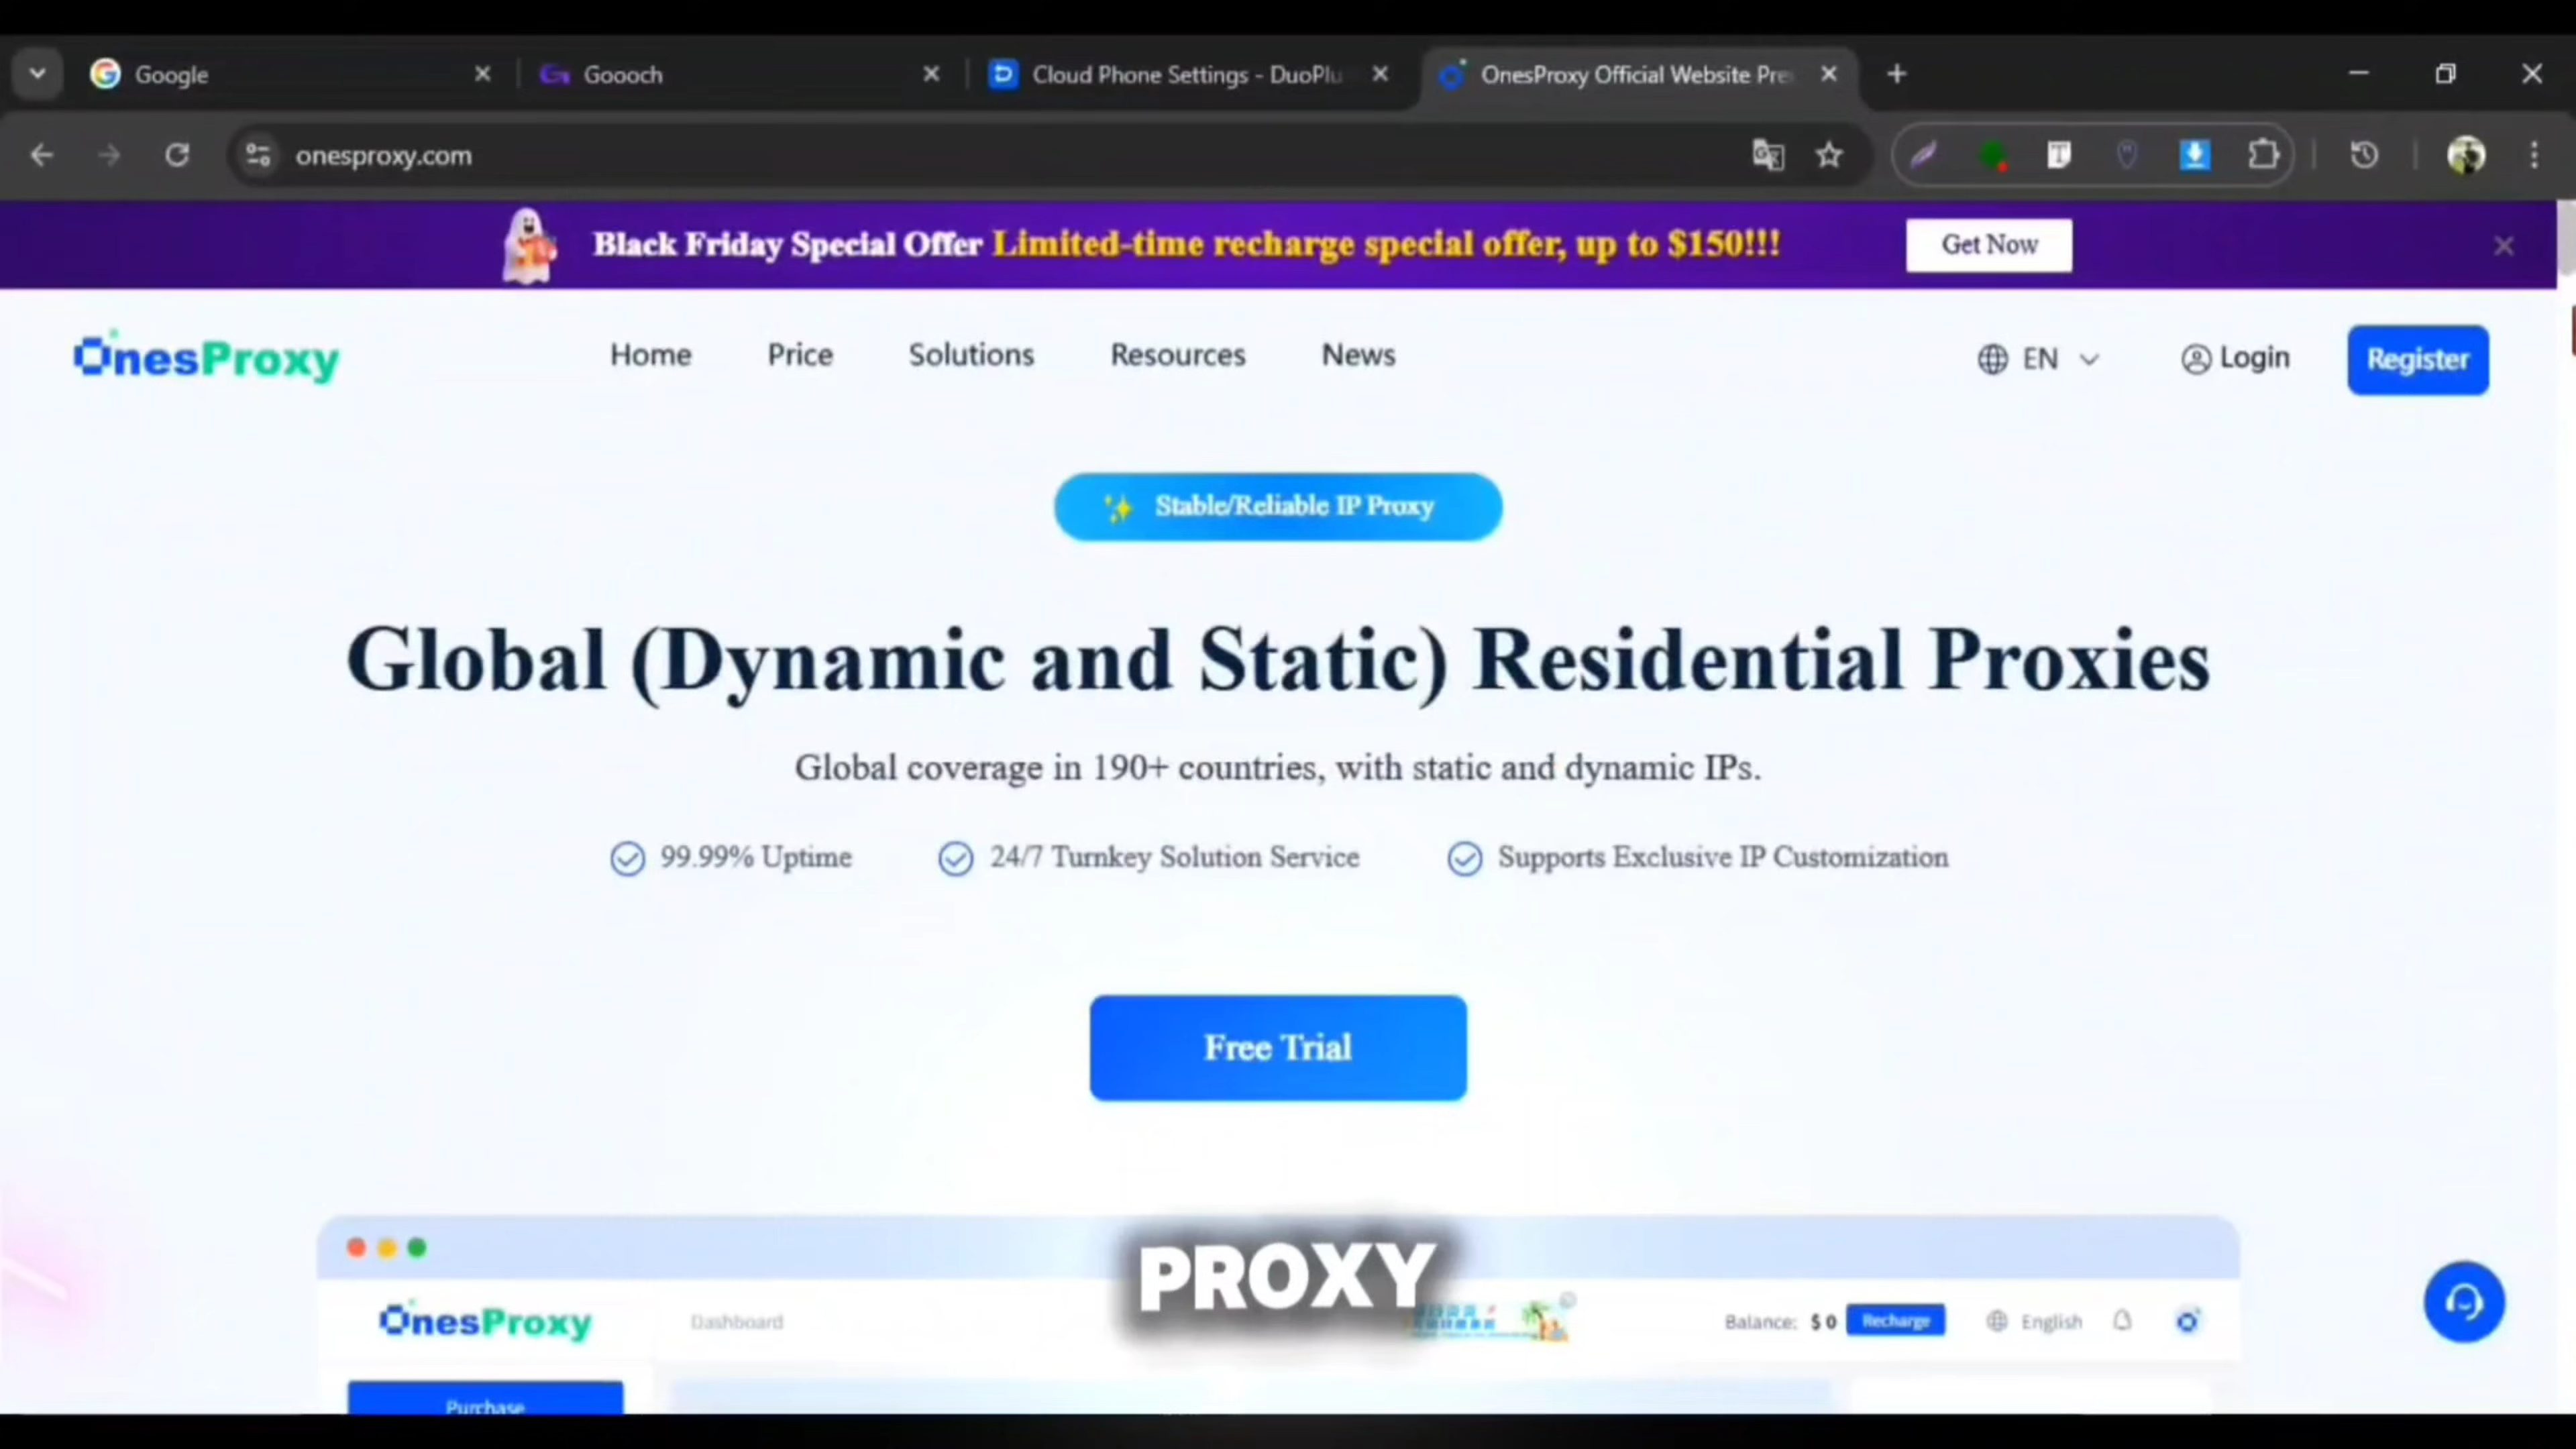 Google
Goooch
Cloud Phone Settings - DuoPlu
OnesProxy Official Website Pre
onesproxy.com
Black Friday Special Offer Limited-time recharge special offer, up to $150!!!
Get Now
OnesProxy
Home
Price
Solutions
Resources
News
EN
Login
Register
Stable/Reliable IP Proxy
Global (Dynamic and Static) Residential Proxies
Global coverage in 190+ countries, with static and dynamic IPs.
99.99% Uptime
24/7 Turnkey Solution Service
Supports Exclusive IP Customization
Free Trial
PROXY
OnesProxy
Dashboard
Balance: $ 0
Recharge
English
Purchase